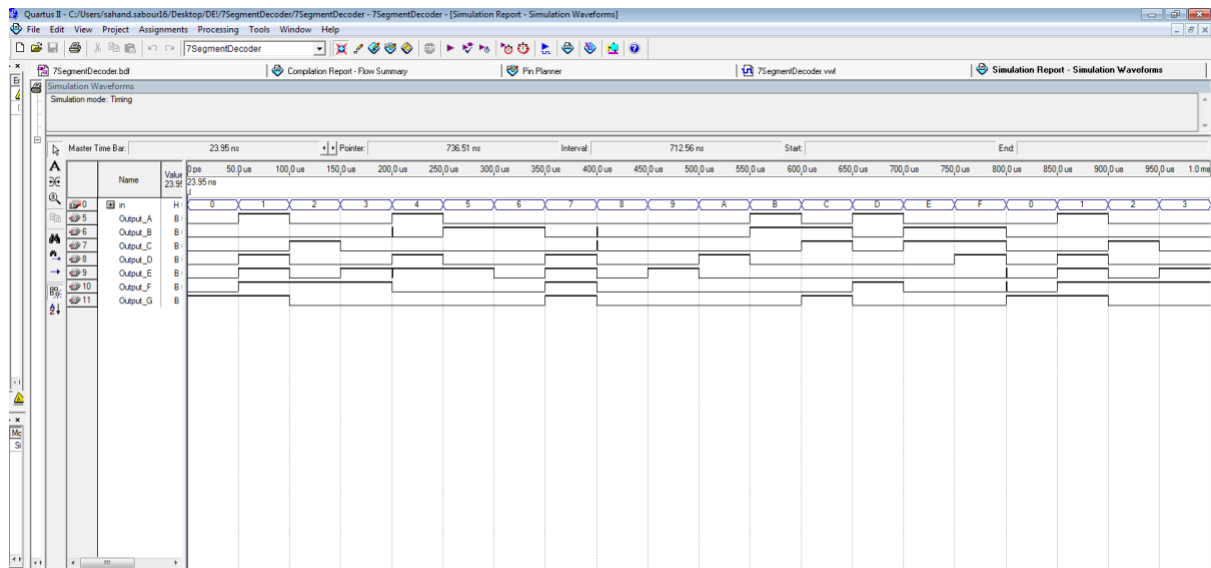 Quartus II - C:/Users/sahand.sabour16/Desktop/DE!/7SegmentDecoder/7SegmentDecoder - 7SegmentDecoder - [Simulation Report - Simulation Waveforms]
File Edit View Project Assignments Processing Tools Window Help
7SegmentDecoder
7SegmentDecoder.bdf Compilation Report - Flow Summary Pin Planner 7SegmentDecoder.vwf Simulation Report - Simulation Waveforms
Simulation Waveforms
Simulation mode: Timing
Master Time Bar: 23.95 ns Pointer: 736.51 ns Interval: 712.56 ns Start: End:
Name Value 23.95 0 ps 50.0 us 100.0 us 150.0 us 200.0 us 250.0 us 300.0 us 350.0 us 400.0 us 450.0 us 500.0 us 550.0 us 600.0 us 650.0 us 700.0 us 750.0 us 800.0 us 850.0 us 900.0 us 950.0 us 1.0 ms
23.95 ns
0 in H 0 1 2 3 4 5 6 7 8 9 A B C D E F 0 1 2 3
5 Output_A B
6 Output_B B
7 Output_C B
8 Output_D B
9 Output_E B
10 Output_F B
11 Output_G B